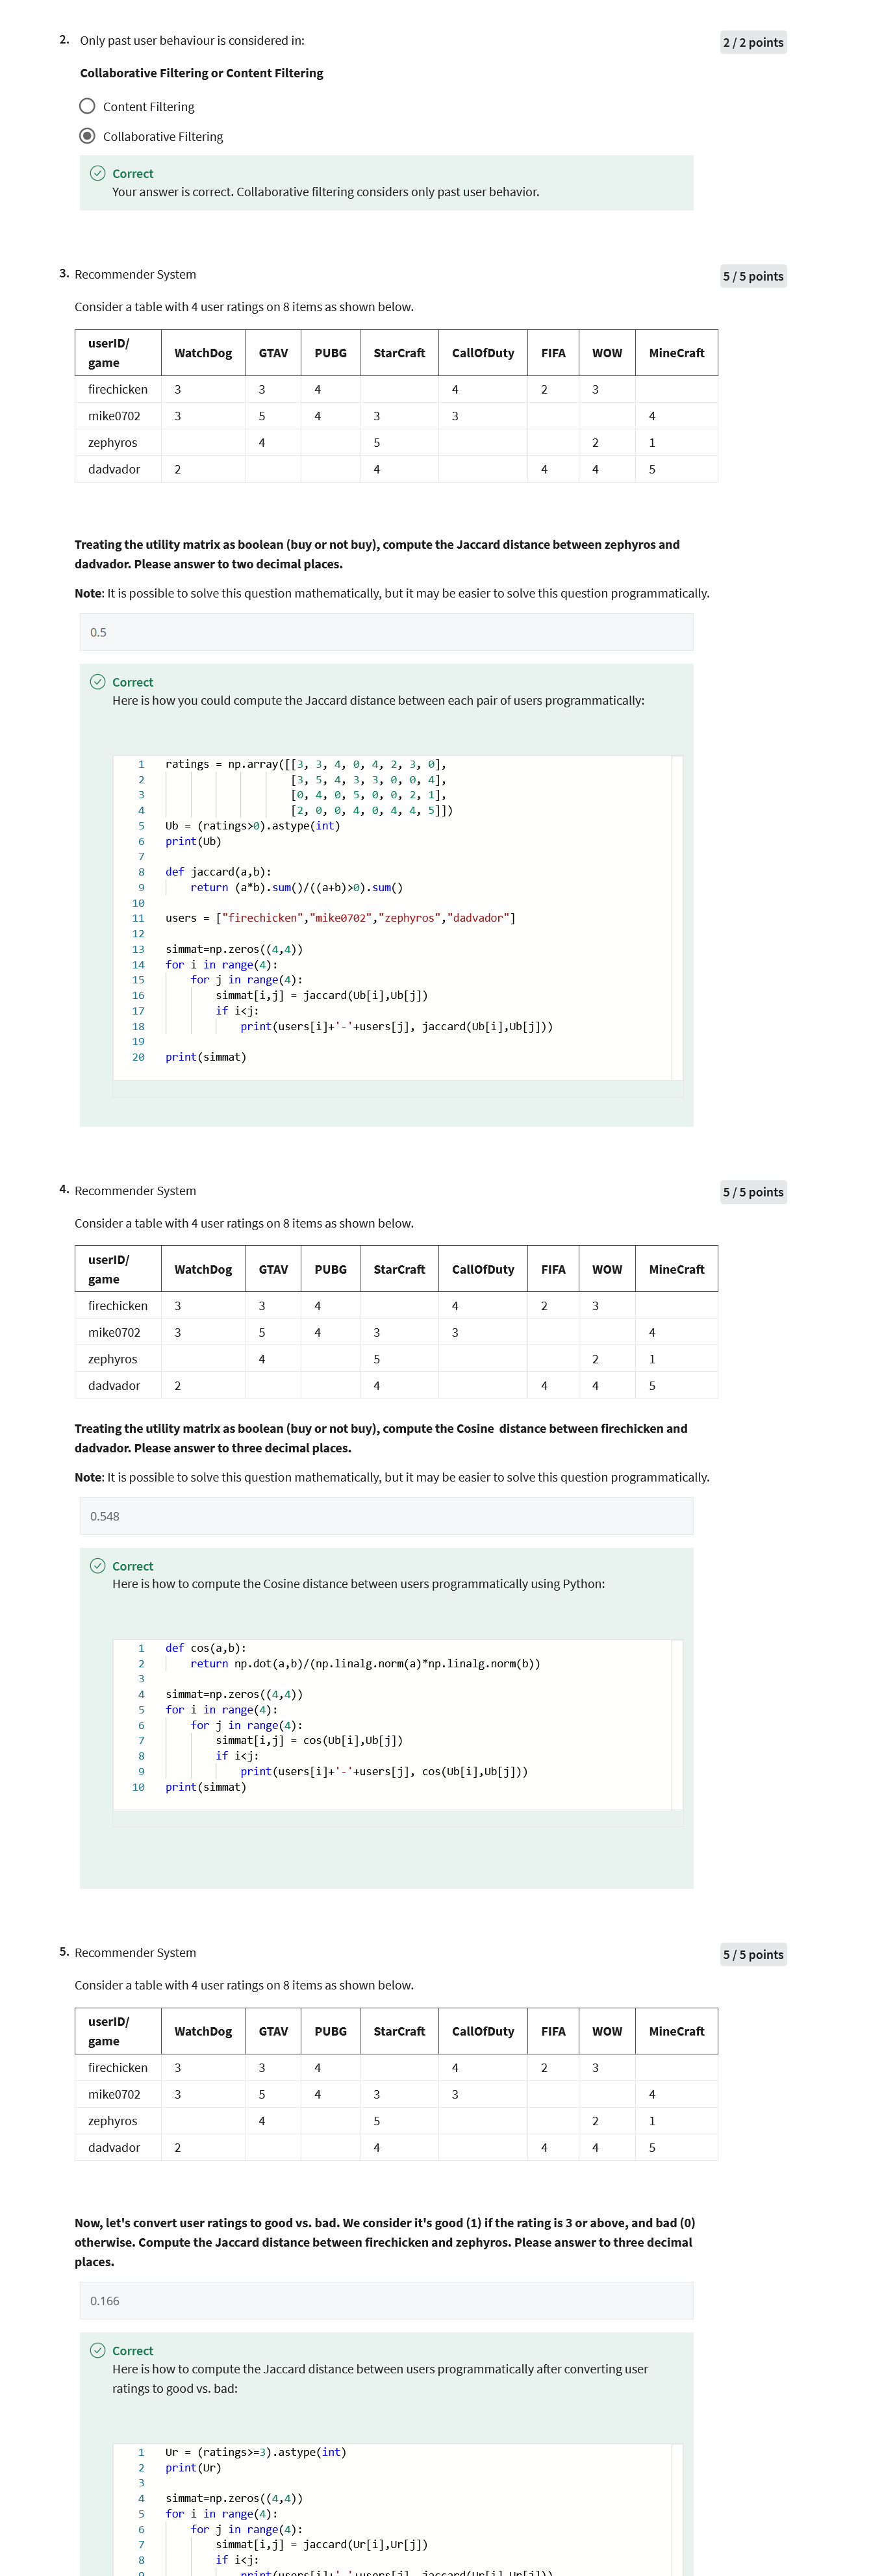 2. Only past user behaviour is considered in:
2 / 2 points
Collaborative Filtering or Content Filtering
Content Filtering
Collaborative Filtering
Correct
Your answer is correct. Collaborative filtering considers only past user behavior.
3. Recommender System
5 / 5 points
Consider a table with 4 user ratings on 8 items as shown below.
userID/
game WatchDog GTAV PUBG StarCraft CallOfDuty FIFA WOW MineCraft
firechicken 3 3 4 4 2 3
mike0702 3 5 4 3 3 4
zephyros 4 5 2 1
dadvador 2 4 4 4 5
Treating the utility matrix as boolean (buy or not buy), compute the Jaccard distance between zephyros and
dadvador. Please answer to two decimal places.
Note: It is possible to solve this question mathematically, but it may be easier to solve this question programmatically.
0.5
Correct
Here is how you could compute the Jaccard distance between each pair of users programmatically:
1 ratings = np.array([[3, 3, 4, 0, 4, 2, 3, 0],
2 [3, 5, 4, 3, 3, 0, 0, 4],
3 [0, 4, 0, 5, 0, 0, 2, 1],
4 [2, 0, 0, 4, 0, 4, 4, 5]])
5 Ub = (ratings>0).astype(int)
6 print(Ub)
7
8 def jaccard(a,b):
9 return (a*b).sum()/((a+b)>0).sum()
10
11 users = ["firechicken","mike0702","zephyros","dadvador"]
12
13 simmat=np.zeros((4,4))
14 for i in range(4):
15 for j in range(4):
16 simmat[i,j] = jaccard(Ub[i],Ub[j])
17 if i<j:
18 print(users[i]+'-'+users[j], jaccard(Ub[i],Ub[j]))
19
20 print(simmat)
4. Recommender System
5 / 5 points
Consider a table with 4 user ratings on 8 items as shown below.
userID/
game WatchDog GTAV PUBG StarCraft CallOfDuty FIFA WOW MineCraft
firechicken 3 3 4 4 2 3
mike0702 3 5 4 3 3 4
zephyros 4 5 2 1
dadvador 2 4 4 4 5
Treating the utility matrix as boolean (buy or not buy), compute the Cosine distance between firechicken and
dadvador. Please answer to three decimal places.
Note: It is possible to solve this question mathematically, but it may be easier to solve this question programmatically.
0.548
Correct
Here is how to compute the Cosine distance between users programmatically using Python:
1 def cos(a,b):
2 return np.dot(a,b)/(np.linalg.norm(a)*np.linalg.norm(b))
3
4 simmat=np.zeros((4,4))
5 for i in range(4):
6 for j in range(4):
7 simmat[i,j] = cos(Ub[i],Ub[j])
8 if i<j:
9 print(users[i]+'-'+users[j], cos(Ub[i],Ub[j]))
10 print(simmat)
5. Recommender System
5 / 5 points
Consider a table with 4 user ratings on 8 items as shown below.
userID/
game WatchDog GTAV PUBG StarCraft CallOfDuty FIFA WOW MineCraft
firechicken 3 3 4 4 2 3
mike0702 3 5 4 3 3 4
zephyros 4 5 2 1
dadvador 2 4 4 4 5
Now, let's convert user ratings to good vs. bad. We consider it's good (1) if the rating is 3 or above, and bad (0)
otherwise. Compute the Jaccard distance between firechicken and zephyros. Please answer to three decimal
places.
0.166
Correct
Here is how to compute the Jaccard distance between users programmatically after converting user
ratings to good vs. bad:
1 Ur = (ratings>=3).astype(int)
2 print(Ur)
3
4 simmat=np.zeros((4,4))
5 for i in range(4):
6 for j in range(4):
7 simmat[i,j] = jaccard(Ur[i],Ur[j])
8 if i<j: